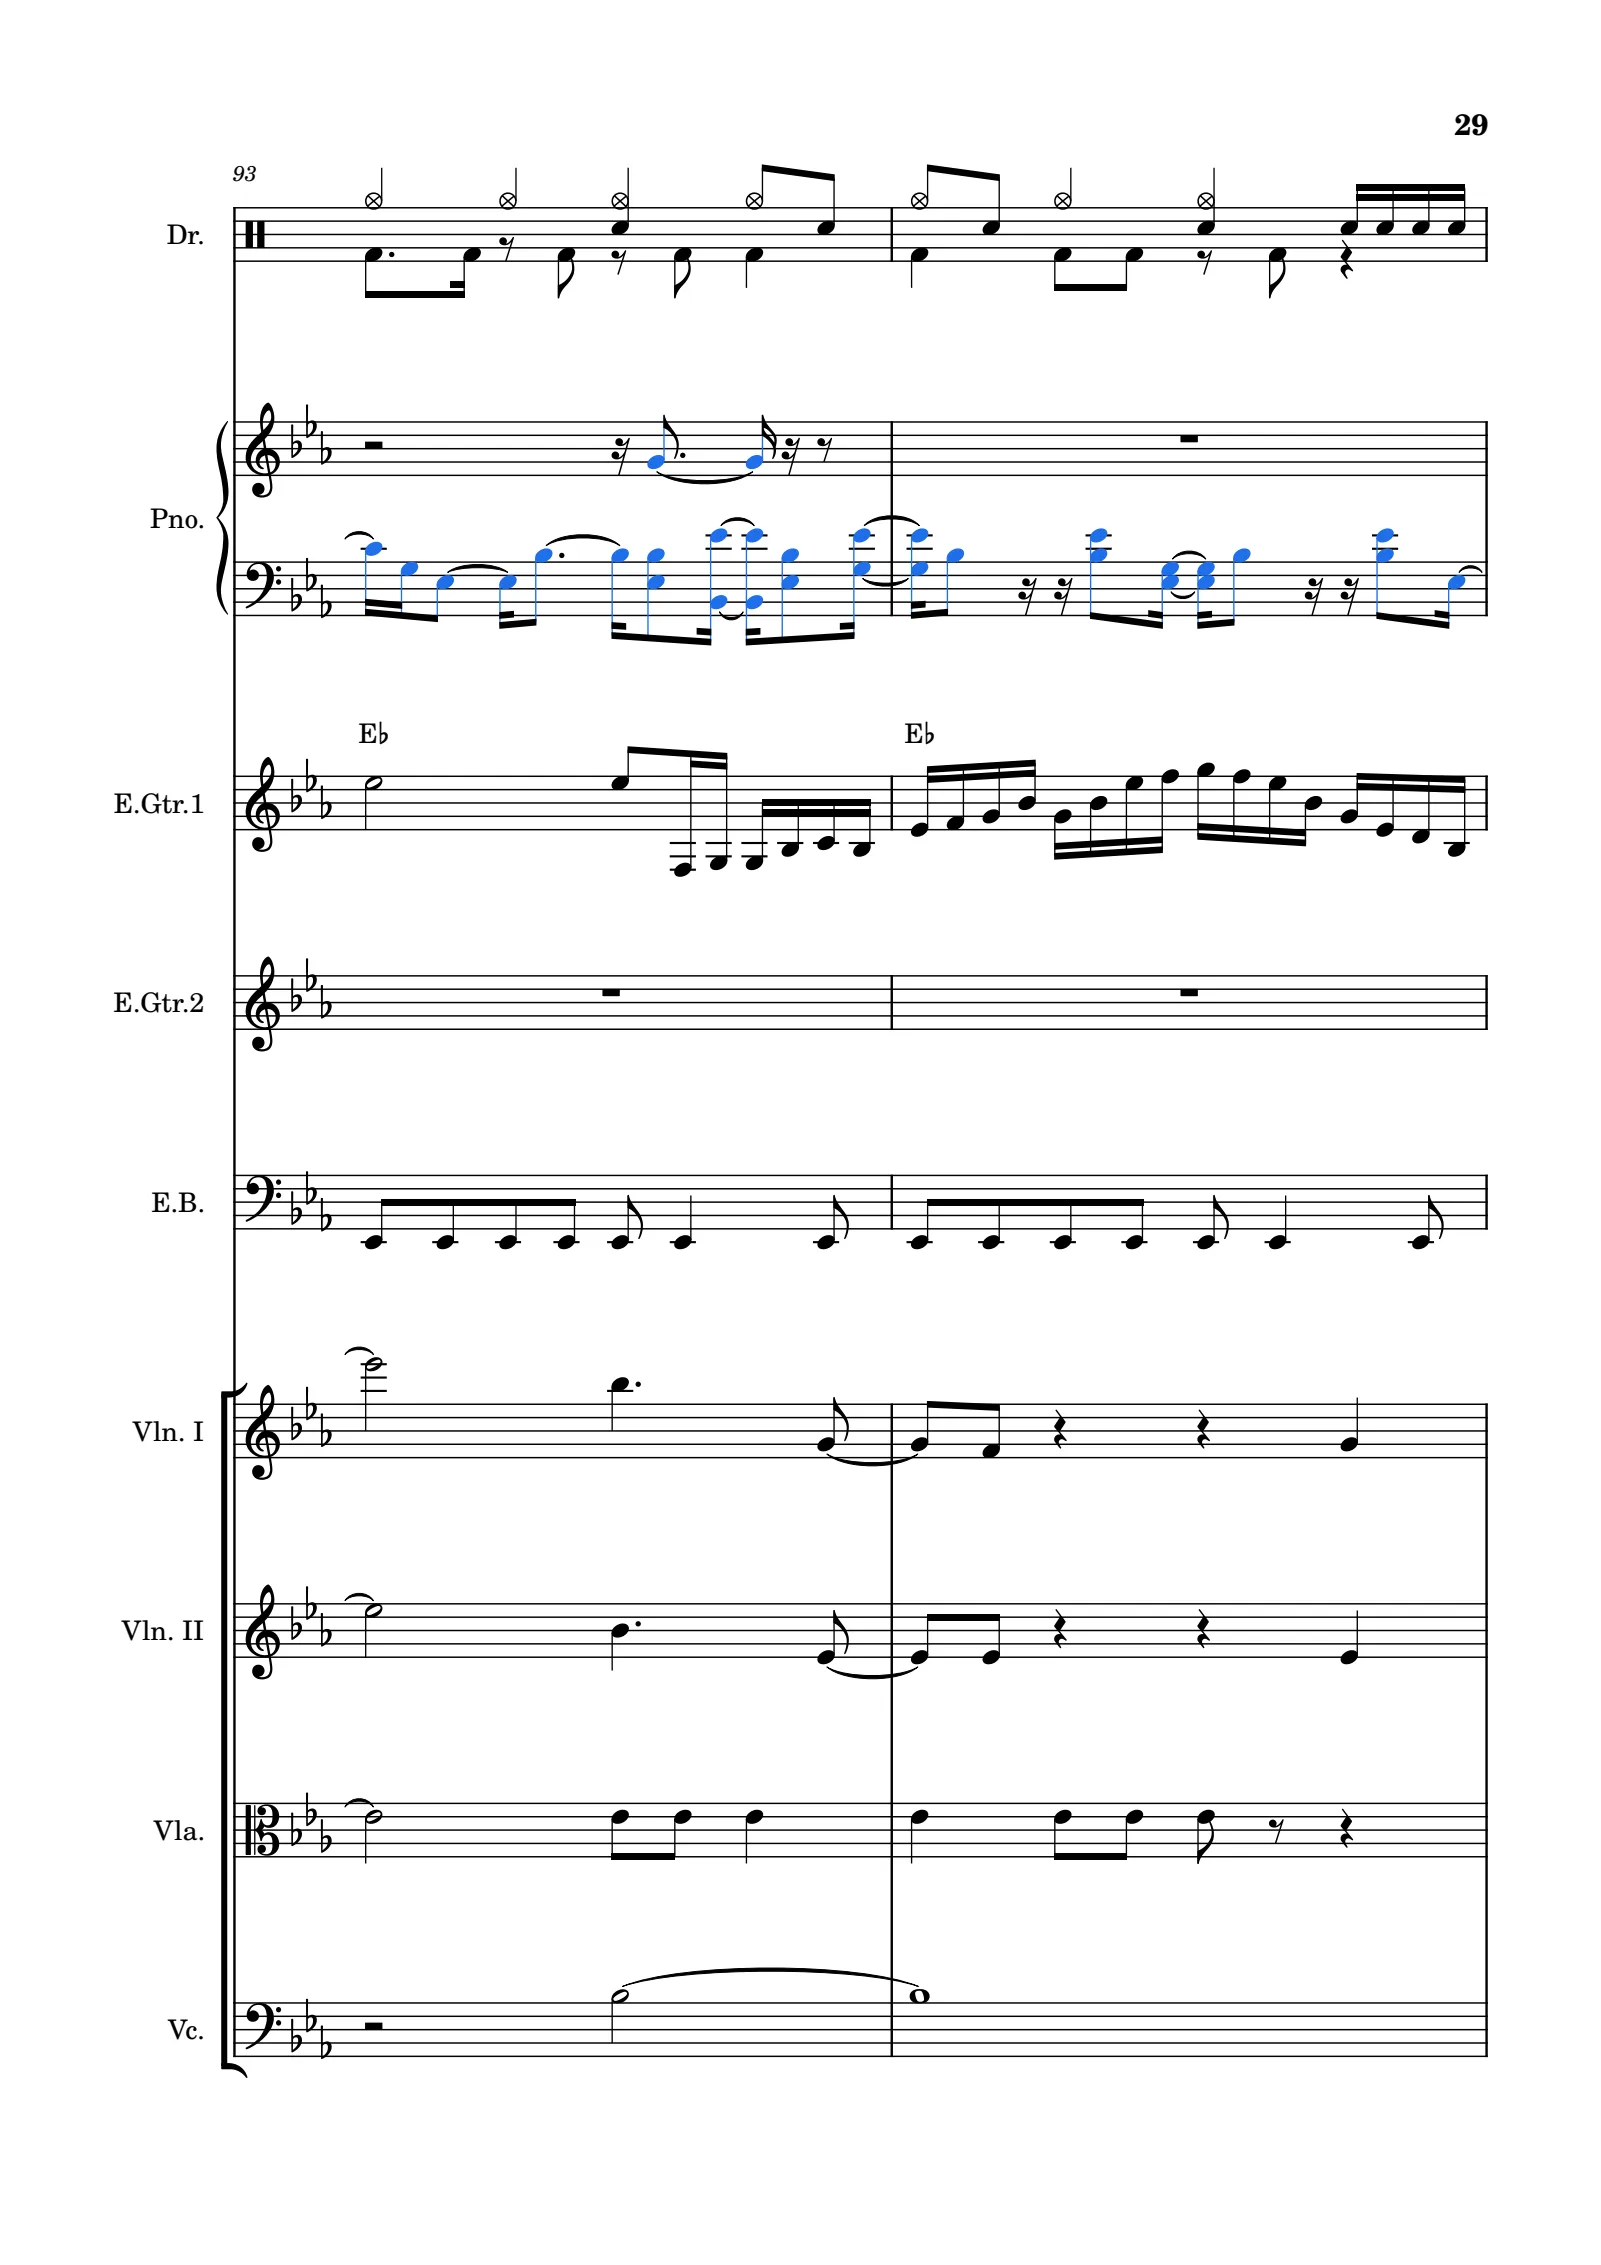 29
93
Dr.
Pno.
E♭ E♭
E.Gtr.1
E.Gtr.2
E.B.
Vln. I
Vln. II
Vla.
Vc.